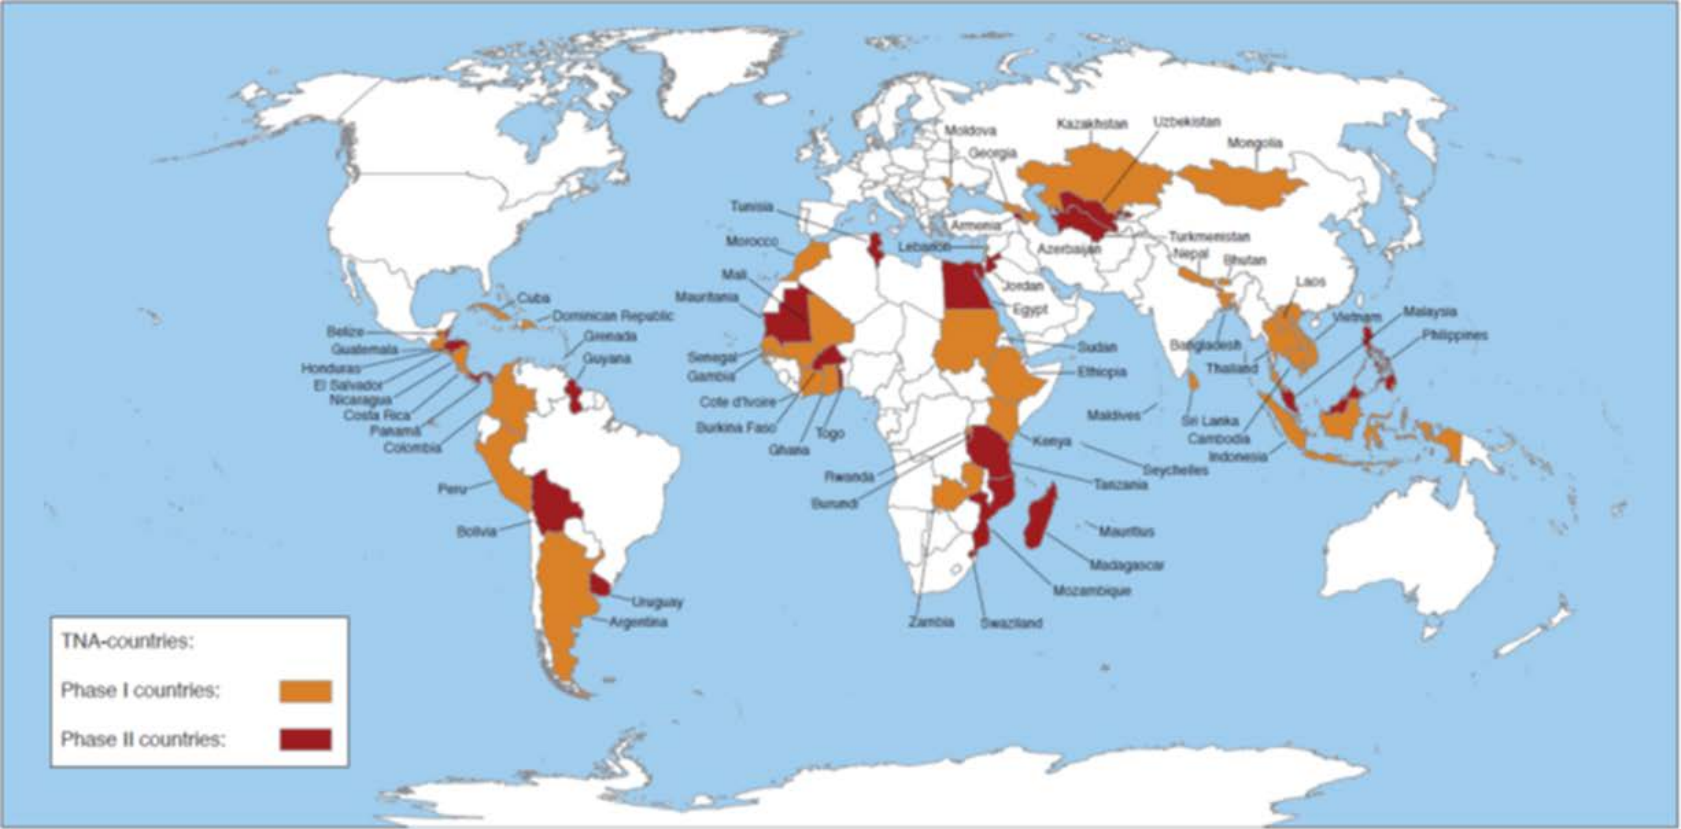 Moldova
Georgia
Kazakhstan
Uzbekistan
Mongolia
Tunisia
Morocco
Lebanon
Armenia
Azerbaijan
Turkmenistan
Nepal
Bhutan
Mali
Mauritania
Jordan
Egypt
Laos
Cuba
Dominican Republic
Belize
Guatemala
Honduras
El Salvador
Nicaragua
Costa Rica
Panamá
Colombia
Grenada
Guyana
Senegal
Gambia
Cote d'Ivoire
Burkina Faso
Ghana
Togo
Sudan
Ethiopia
Bangladesh
Thailand
Vietnam
Malaysia
Philippines
Maldives
Sri Lanka
Cambodia
Indonesia
Kenya
Seychelles
Rwanda
Burundi
Tanzania
Peru
Bolivia
Mauritius
Madagascar
Mozambique
Zambia
Swaziland
Uruguay
Argentina
TNA-countries:
Phase I countries:
Phase II countries: